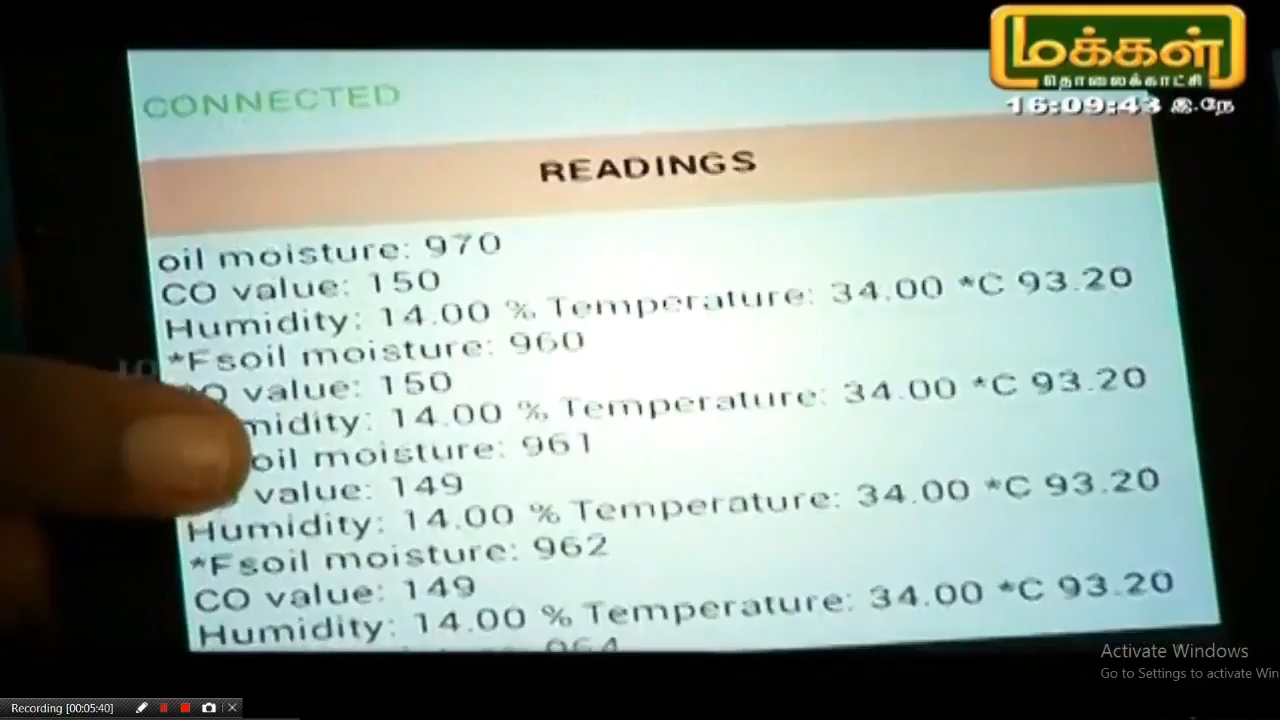 மக்கள்
தொலைக்காட்சி
16:09:43 இ.நே
CONNECTED
READINGS
oil moisture: 970
CO value: 150
Humidity: 14.00 % Temperature: 34.00 *C 93.20
*Fsoil moisture: 960
CO value: 150
midity: 14.00 % Temperature: 34.00 *C 93.20
oil moisture: 961
value: 149
Humidity: 14.00 % Temperature: 34.00 *C 93.20
*Fsoil moisture: 962
CO value: 149
Humidity: 14.00 % Temperature: 34.00 *C 93.20
Activate Windows
Go to Settings to activate Win
Recording [00:05:40]